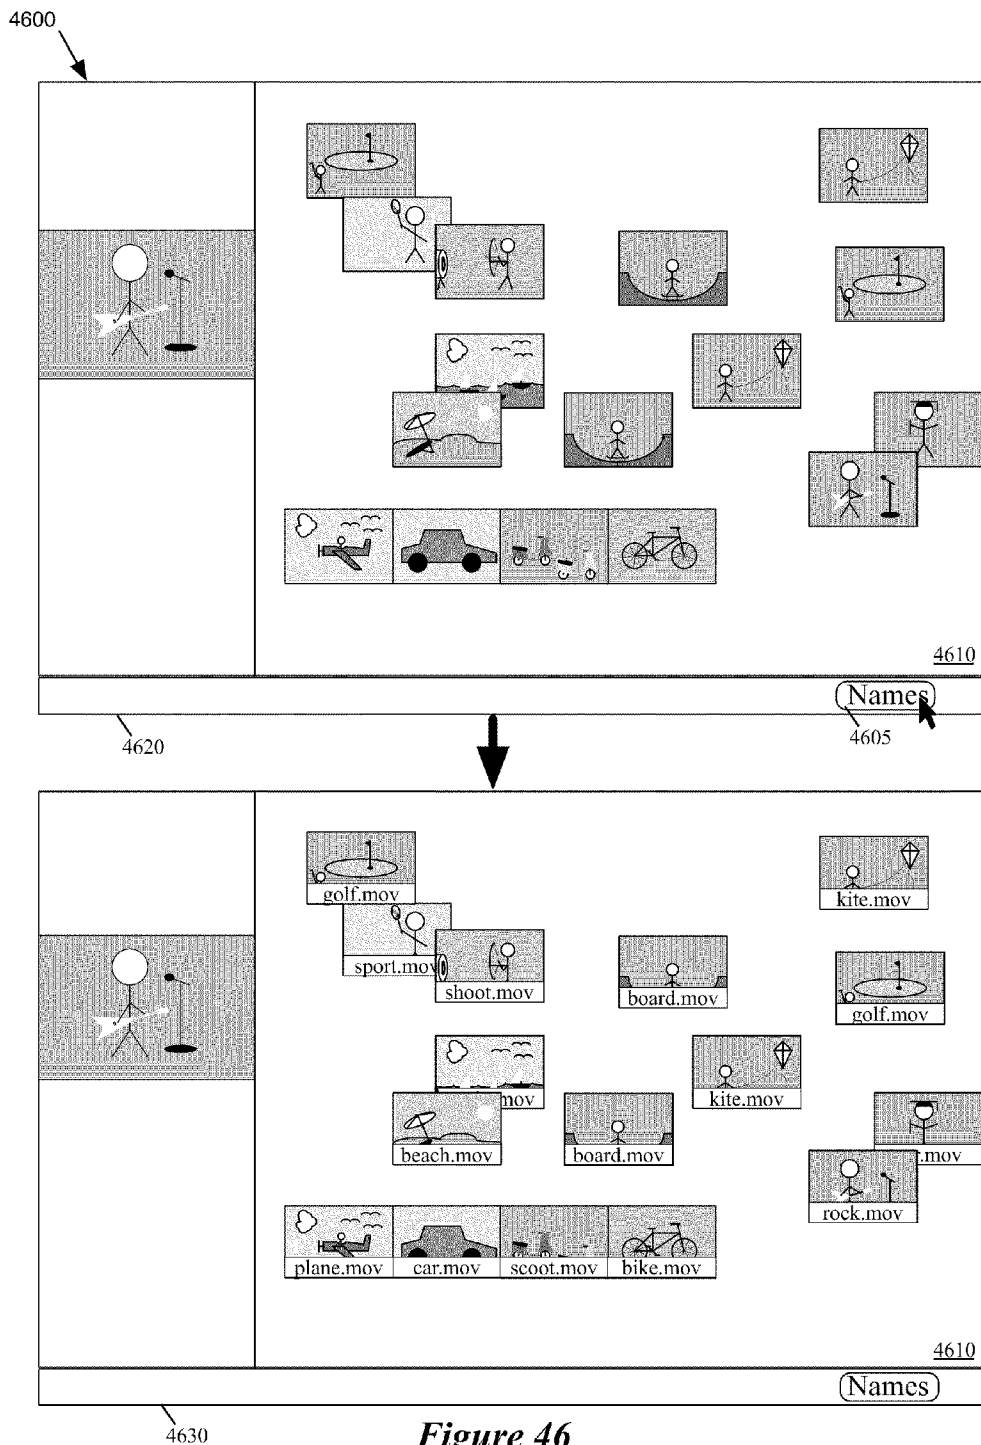 4600
4610
Names
4620
4605
golf.mov
kite.mov
sport.mov
shoot.mov
board.mov
golf.mov
.mov
kite.mov
beach.mov
board.mov
r.mov
rock.mov
plane.mov
car.mov
scoot.mov
bike.mov
4610
Names
4630
Figure 46